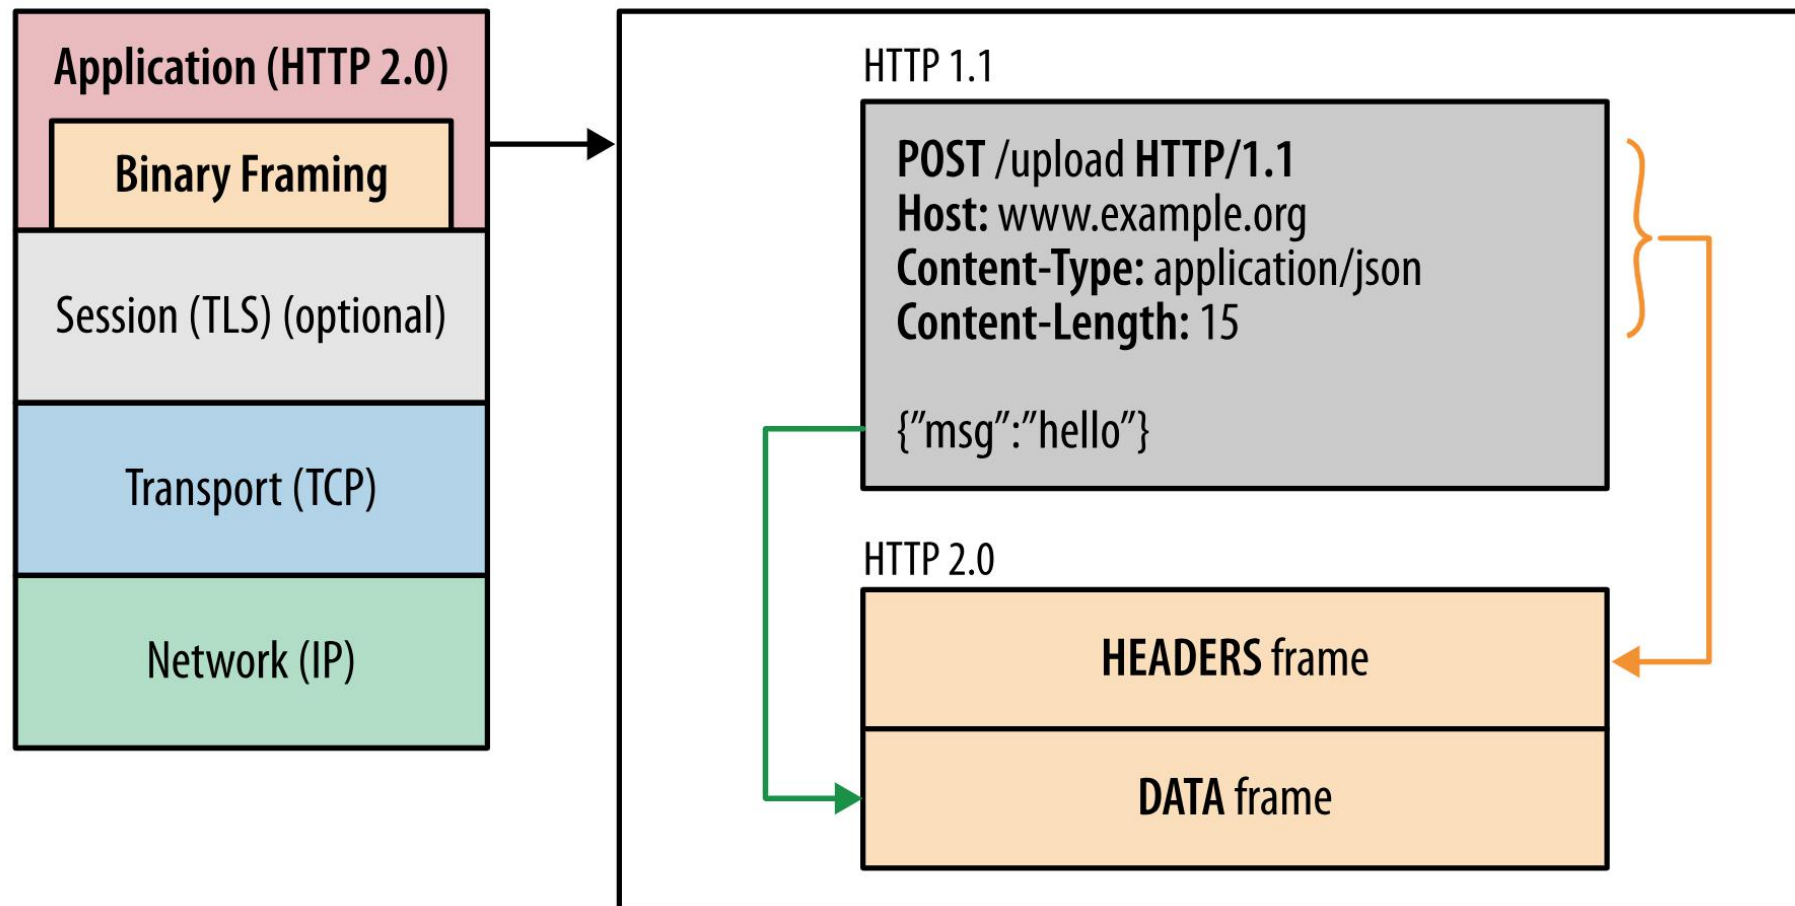 Application (HTTP 2.0)
Binary Framing
Session (TLS) (optional)
Transport (TCP)
Network (IP)
HTTP 1.1
POST /upload HTTP/1.1
Host: www.example.org
Content-Type: application/json
Content-Length: 15
{”msg”:”hello”}
HTTP 2.0
HEADERS frame
DATA frame